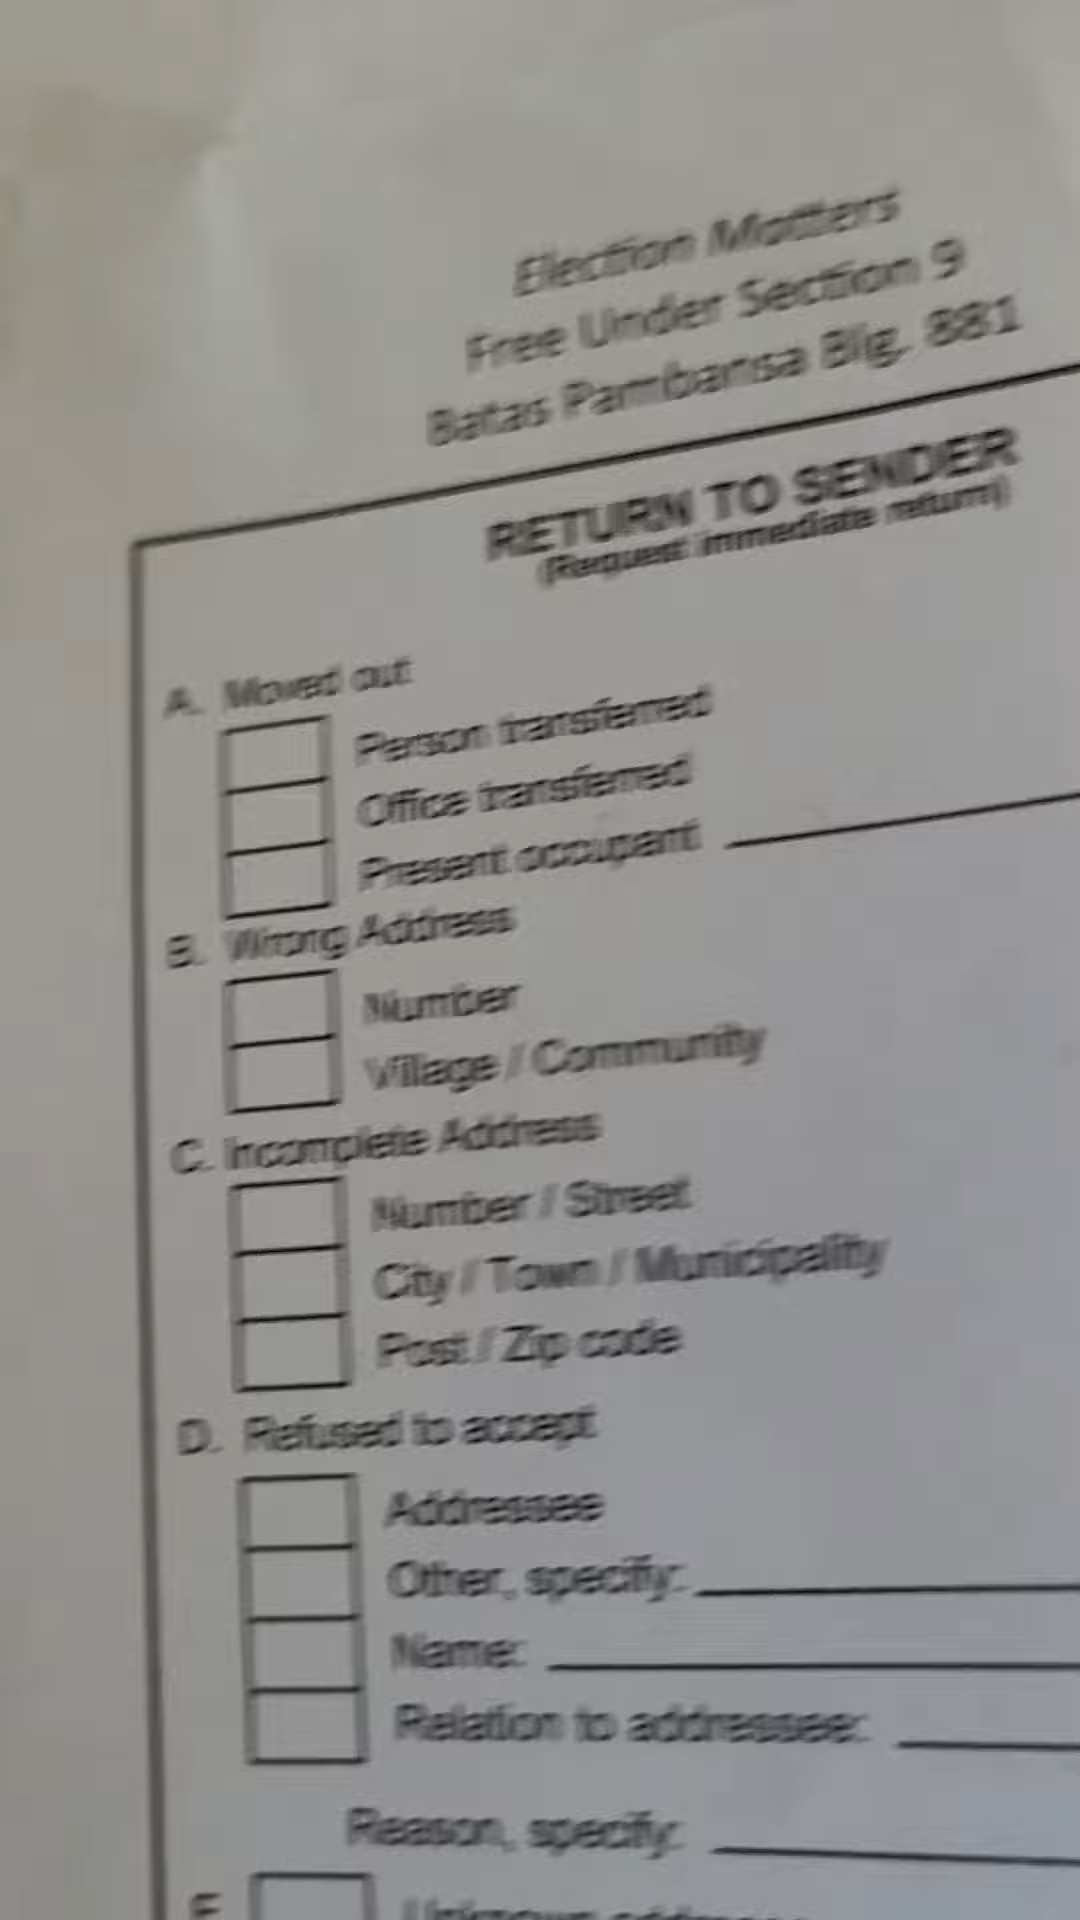 Election Matters
Free Under Section 9
Batas Pambansa Blg. 881
RETURN TO SENDER
(Request immediate return)
A. Moved out
Person transferred
Office transferred
Present occupant
B. Wrong Address
Number
Village / Community
C. Incomplete Address
Number / Street
City / Town / Municipality
Post / Zip code
D. Refused to accept
Addressee
Other, specify:
Name:
Relation to addressee:
Reason, specify:
E.
Unknown